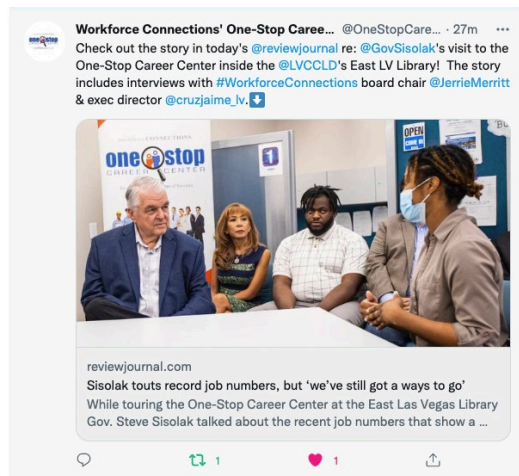 Workforce Connections' One-Stop Caree... @OneStopCare... · 27m
Check out the story in today's @reviewjournal re: @GovSisolak's visit to the
One-Stop Career Center inside the @LVCCLD's East LV Library! The story
includes interviews with #WorkforceConnections board chair @JerrieMerritt
& exec director @cruzjaime_lv.⬇️
one stop
CAREER CENTER
1
OPEN
COME IN
reviewjournal.com
Sisolak touts record job numbers, but 'we've still got a ways to go'
While touring the One-Stop Career Center at the East Las Vegas Library
Gov. Steve Sisolak talked about the recent job numbers that show a ...
1
1